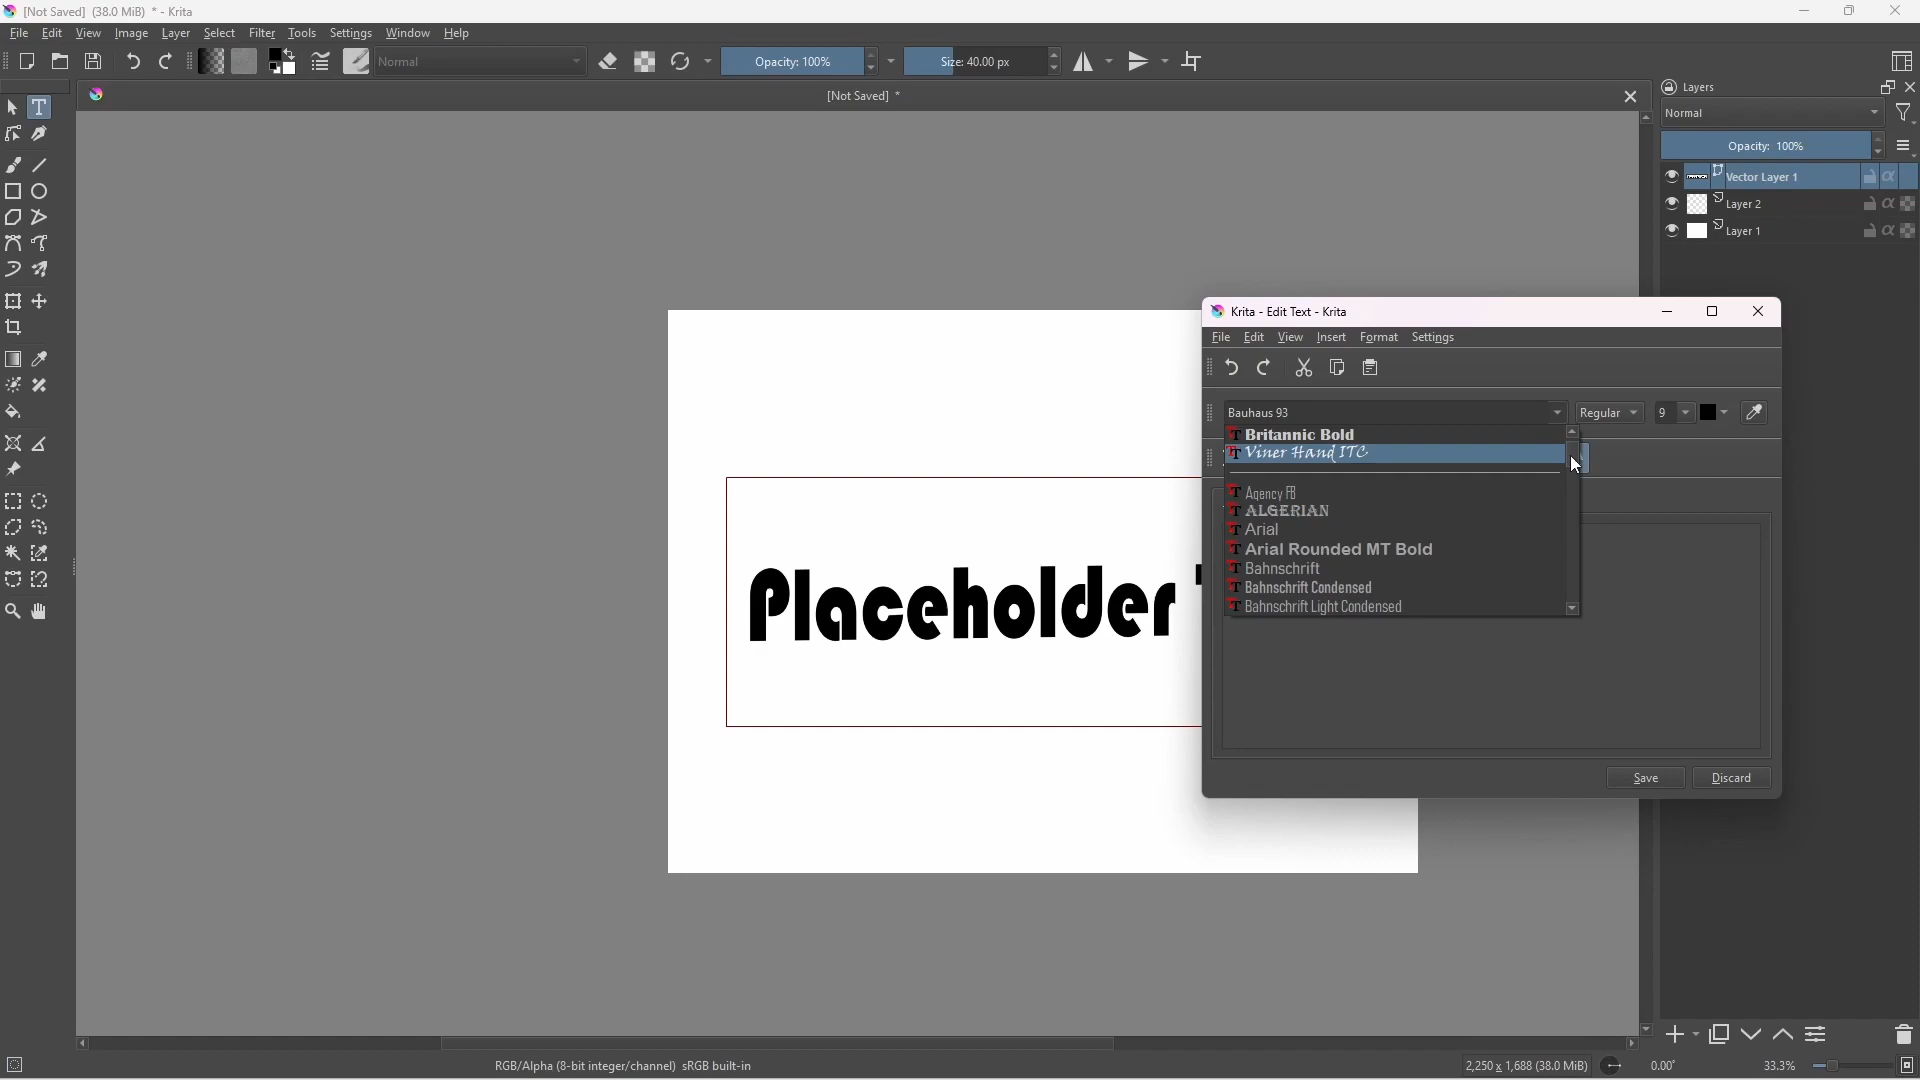 [Not Saved] (38.0 MiB) * - Krita
File Edit View Image Layer Select Filter Tools Settings Window Help
Normal
Opacity: 100%
Size: 40.00 px
[Not Saved] *
Layers
Normal
Opacity: 100%
Vector Layer 1
Layer 2
Layer 1
Placeholder
Krita - Edit Text - Krita
File Edit View Insert Format Settings
Bauhaus 93 Regular 9
Britannic Bold
Viner Hand ITC
Agency FB
ALGERIAN
Arial
Arial Rounded MT Bold
Bahnschrift
Bahnschrift Condensed
Bahnschrift Light Condensed
Save Discard
RGB/Alpha (8-bit integer/channel) sRGB built-in
2,250 x 1,688 (38.0 MiB)
0.00°
33.3%